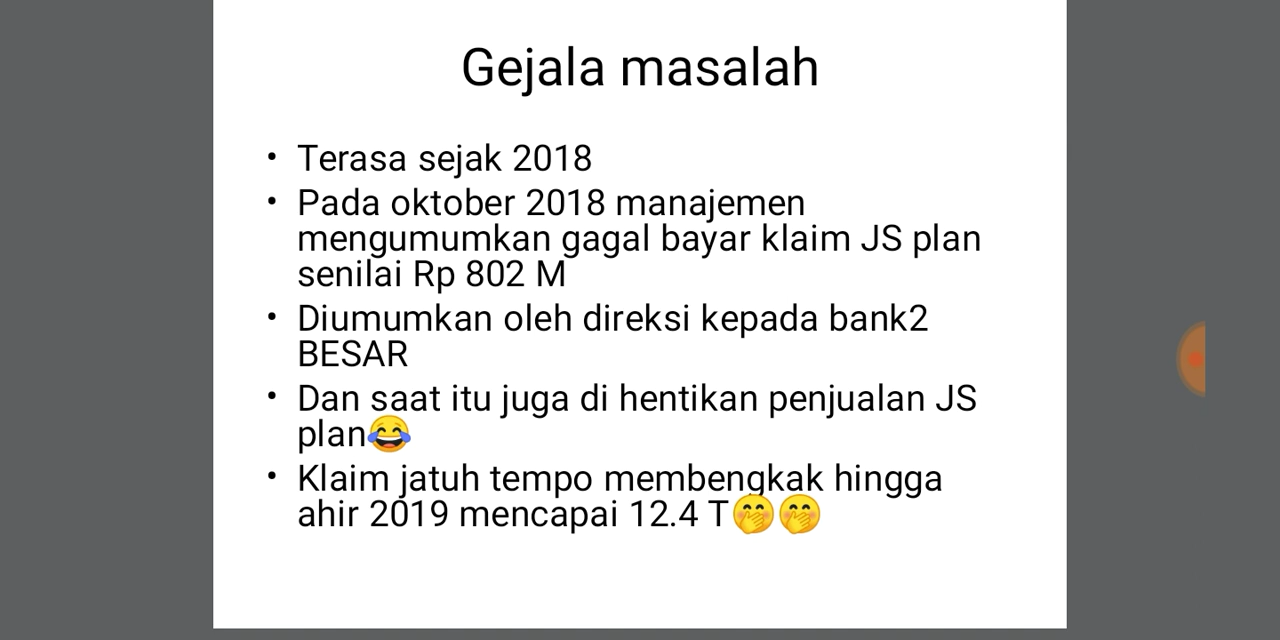 Gejala masalah
• Terasa sejak 2018
• Pada oktober 2018 manajemen
mengumumkan gagal bayar klaim JS plan
senilai Rp 802 M
• Diumumkan oleh direksi kepada bank2
BESAR
• Dan saat itu juga di hentikan penjualan JS
plan😂
• Klaim jatuh tempo membengkak hingga
ahir 2019 mencapai 12.4 T🤭🤭